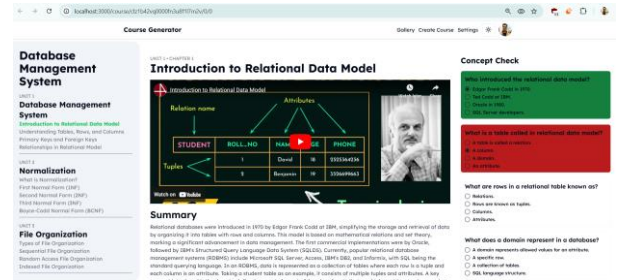 localhost:3000/course/
Course Generator
Gallery Create Course Settings
Database
Management
System
UNIT 1
Database Management
System
Introduction to Relational Data Model
Understanding Tables, Rows, and Columns
Primary Keys and Foreign Keys
Relationships in Relational Model
UNIT 2
Normalization
What is Normalization?
First Normal Form (1NF)
Second Normal Form (2NF)
Third Normal Form (3NF)
Boyce-Codd Normal Form (BCNF)
UNIT 3
File Organization
Types of File Organization
Sequential File Organization
Random Access File Organization
Indexed File Organization
UNIT 1 • CHAPTER 1
Introduction to Relational Data Model
Introduction to Relational Data Model
Relation name
Attributes
STUDENT
ROLL_NO
PHONE
Tuples
1 David 18 2323364236
2 Benjamin 19 3326699663
Watch on YouTube
Summary
Relational databases were introduced in 1970 by Edgar Frank Codd at IBM, simplifying the storage and retrieval of data
by organizing it into tables with rows and columns. This model is based on mathematical relations and set theory,
marking a significant advancement in data management. The first commercial implementations were by Oracle,
followed by IBM's Structured Query Language Data System (SQL/DS). Currently, popular relational database
management systems (RDBMS) include Microsoft SQL Server, Oracle, IBM's DB2, and Informix, with SQL being the
standard querying language. In an RDBMS, data is represented as a collection of tables where each row is a tuple and
each column is an attribute. Taking a student table as an example, it consists of multiple tuples and attributes. A key
Concept Check
Who introduced the relational data model?
Edgar Frank Codd in 1970.
Ted Codd at IBM.
Oracle in 1980.
SQL Server developers.
What is a table called in relational data model?
A table is called a relation.
A column.
A domain.
An attribute.
What are rows in a relational table known as?
Relations.
Rows are known as tuples.
Columns.
Attributes.
What does a domain represent in a database?
A domain represents allowed values for an attribute.
A specific row.
A collection of tables.
SQL language structure.